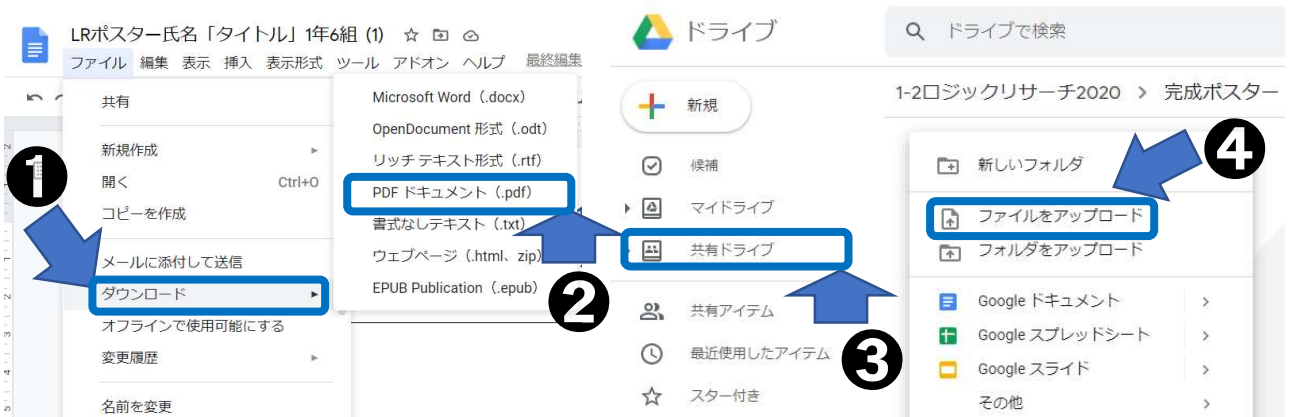 LRポスター氏名「タイトル」1年6組 (1)
ファイル 編集 表示 挿入 表示形式 ツール アドオン ヘルプ 最終編集
共有
新規作成
開く Ctrl+O
コピーを作成
メールに添付して送信
ダウンロード
オフラインで使用可能にする
変更履歴
名前を変更
Microsoft Word (.docx)
OpenDocument 形式 (.odt)
リッチ テキスト形式 (.rtf)
PDF ドキュメント (.pdf)
書式なしテキスト (.txt)
ウェブページ (.html、zip)
EPUB Publication (.epub)
1
2
ドライブ
新規
候補
マイドライブ
共有ドライブ
共有アイテム
最近使用したアイテム
スター付き
3
ドライブで検索
1-2ロジックリサーチ2020 > 完成ポスター
4
新しいフォルダ
ファイルをアップロード
フォルダをアップロード
Google ドキュメント
Google スプレッドシート
Google スライド
その他